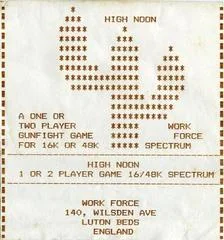 HIGH NOON
A ONE OR
TWO PLAYER
GUNFIGHT GAME
FOR 16K OR 48K
WORK
FORCE
SPECTRUM
HIGH NOON
1 OR 2 PLAYER GAME 16/48K SPECTRUM
WORK FORCE
140, WILSDEN AVE
LUTON BEDS
ENGLAND